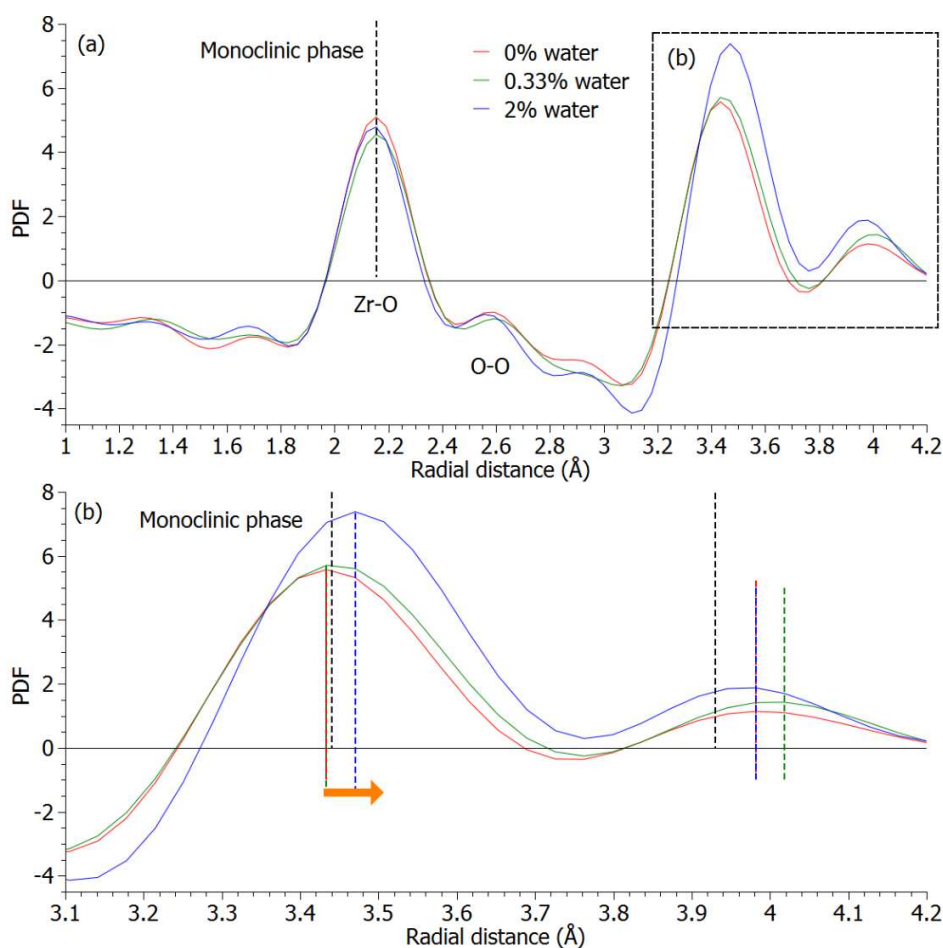 (a)
Monoclinic phase
0% water
0.33% water
2% water
(b)
PDF
8
6
4
2
0
-2
-4
Zr-O
O-O
1 1.2 1.4 1.6 1.8 2 2.2 2.4 2.6 2.8 3 3.2 3.4 3.6 3.8 4 4.2
Radial distance (Å)
(b)
Monoclinic phase
PDF
8
6
4
2
0
-2
-4
3.1 3.2 3.3 3.4 3.5 3.6 3.7 3.8 3.9 4 4.1 4.2
Radial distance (Å)